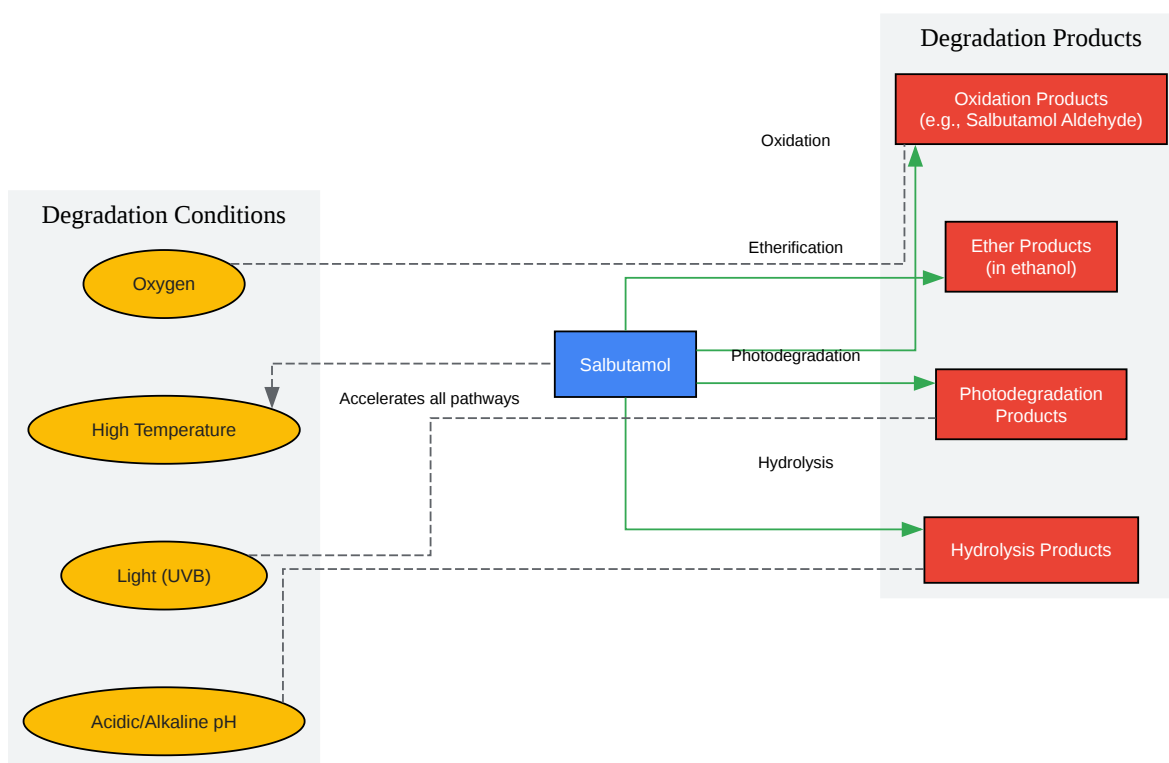 Degradation Products
Oxidation Products
(e.g., Salbutamol Aldehyde)
Oxidation
Degradation Conditions
Etherification
Ether Products
(in ethanol)
Oxygen
Salbutamol
Photodegradation
Accelerates all pathways
Photodegradation
Products
High Temperature
Hydrolysis
Hydrolysis Products
Light (UVB)
Acidic/Alkaline pH